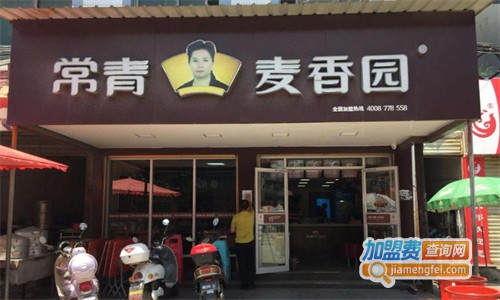 常青 麦香园
全国加盟热线 4008 778 558
加盟费查询网
jiamengfei.com